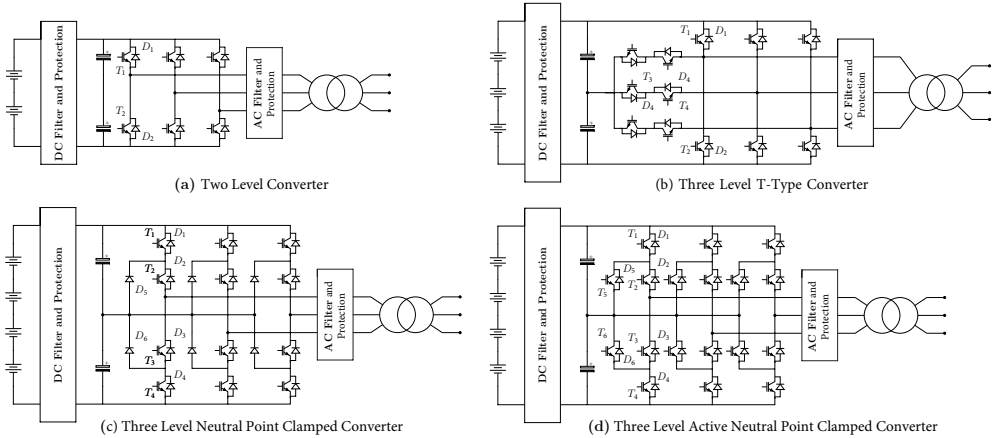 DC Filter and Protection
D1
T1
T2
D2
AC Filter and
Protection
(a) Two Level Converter
DC Filter and Protection
T1
D1
T3
D4
D4
T4
T2
D2
AC Filter and
Protection
(b) Three Level T-Type Converter
DC Filter and Protection
T1
D1
T2
D2
D5
D6
D3
T3
D4
T4
AC Filter and
Protection
(c) Three Level Neutral Point Clamped Converter
DC Filter and Protection
T1
D1
D2
D5
T2
T5
T6
T3
D3
D6
D4
T4
AC Filter and
Protection
(d) Three Level Active Neutral Point Clamped Converter